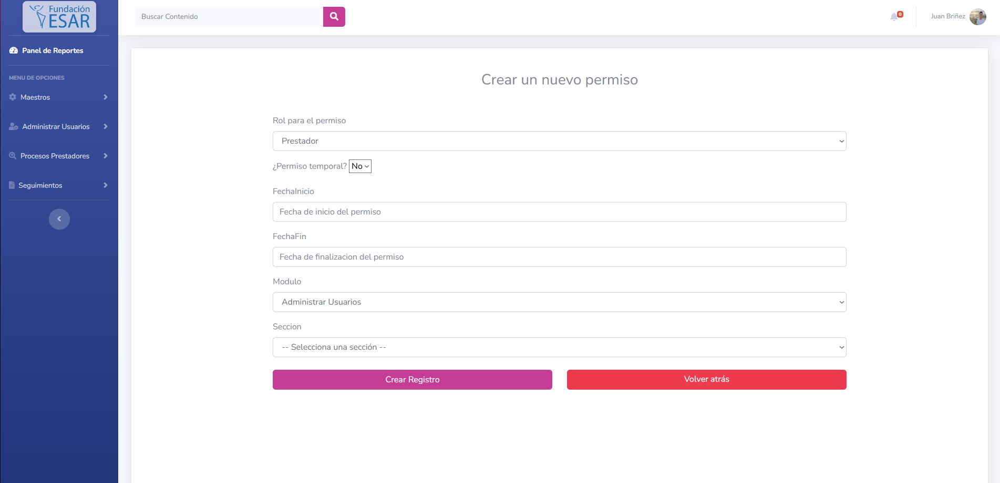 Fundación
ESAR
Buscar Contenido
0
Juan Briñez
Panel de Reportes
MENU DE OPCIONES
Maestros
Administrar Usuarios
Procesos Prestadores
Seguimientos
Crear un nuevo permiso
Rol para el permiso
Prestador
¿Permiso temporal? No
FechaInicio
Fecha de inicio del permiso
FechaFin
Fecha de finalizacion del permiso
Modulo
Administrar Usuarios
Seccion
-- Selecciona una sección --
Crear Registro
Volver atrás